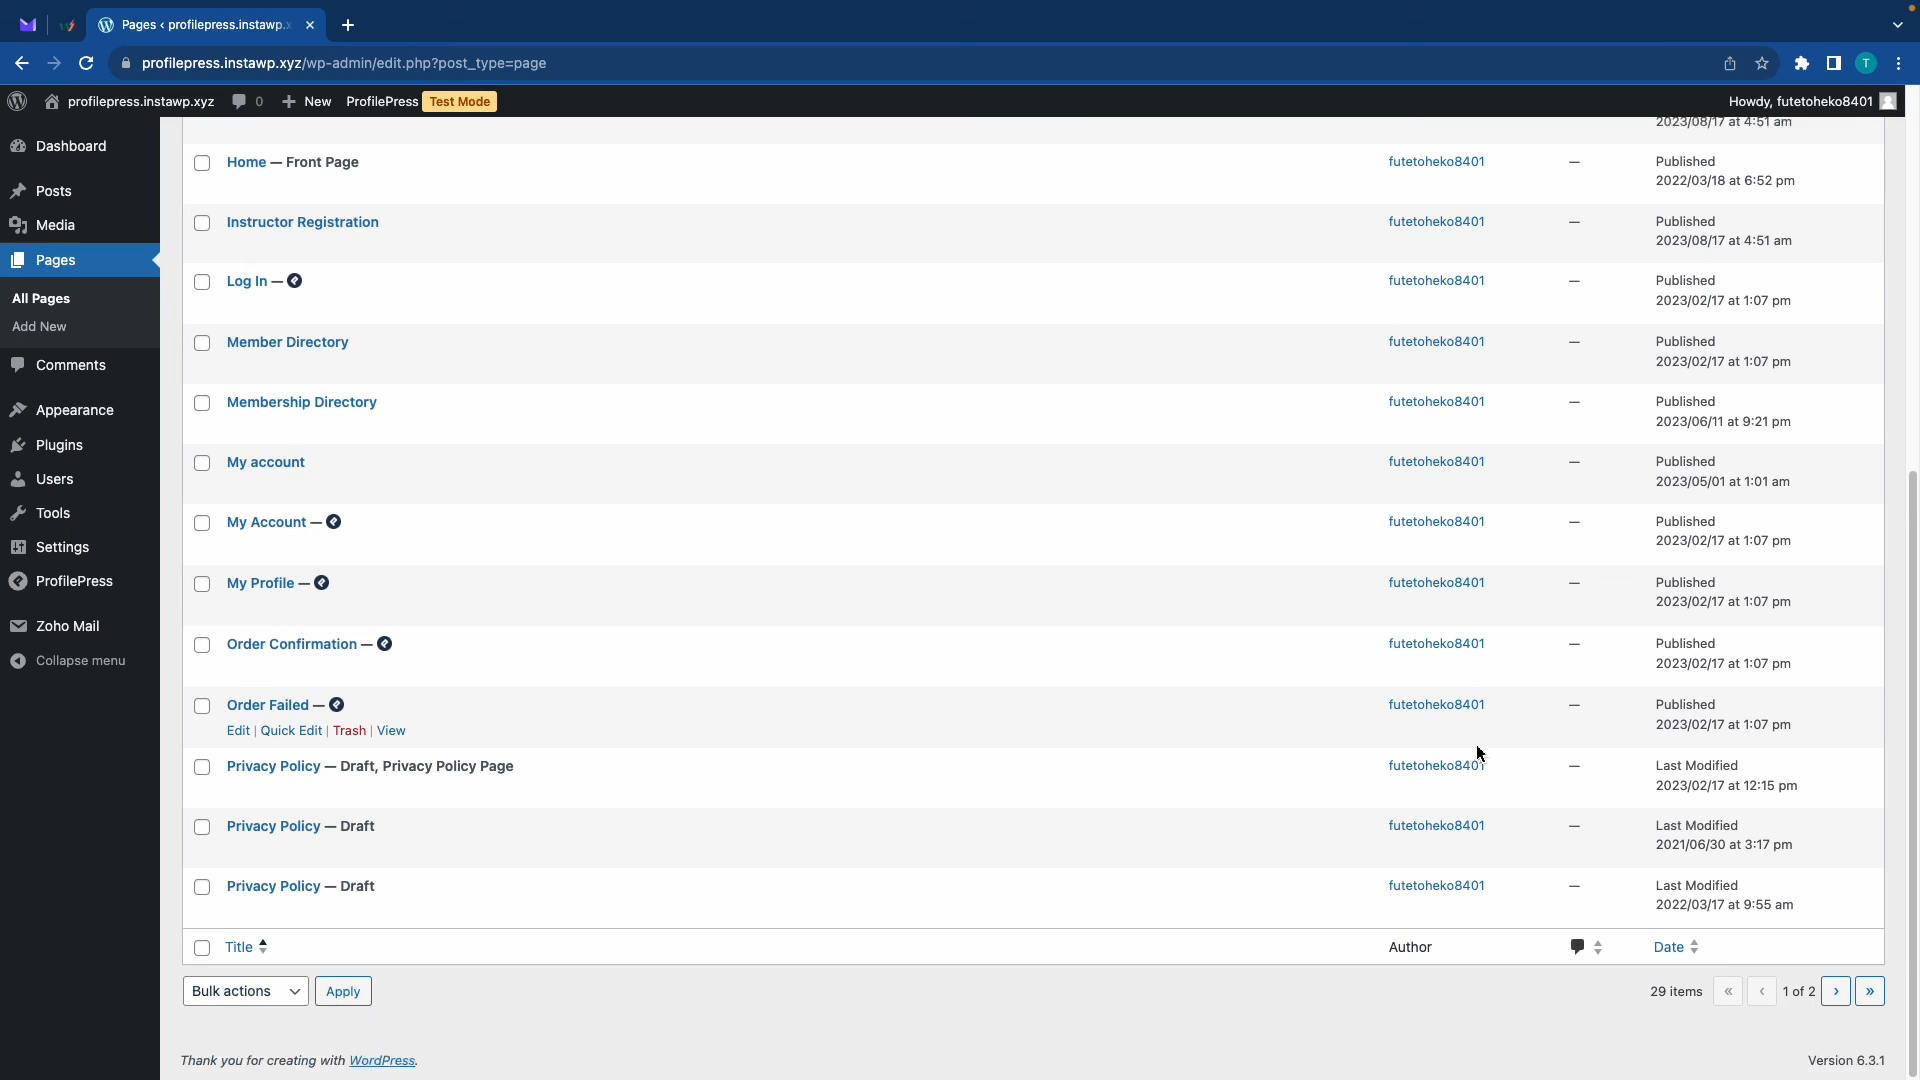 Pages ‹ profilepress.instawp.
profilepress.instawp.xyz/wp-admin/edit.php?post_type=page
T
profilepress.instawp.xyz 0 New ProfilePress Test Mode Howdy, futetoheko8401
Dashboard
Posts
Media
Pages
All Pages
Add New
Comments
Appearance
Plugins
Users
Tools
Settings
ProfilePress
Zoho Mail
Collapse menu
2023/08/17 at 4:51 am
Home — Front Page futetoheko8401 — Published
2022/03/18 at 6:52 pm
Instructor Registration futetoheko8401 — Published
2023/08/17 at 4:51 am
Log In — futetoheko8401 — Published
2023/02/17 at 1:07 pm
Member Directory futetoheko8401 — Published
2023/02/17 at 1:07 pm
Membership Directory futetoheko8401 — Published
2023/06/11 at 9:21 pm
My account futetoheko8401 — Published
2023/05/01 at 1:01 am
My Account — futetoheko8401 — Published
2023/02/17 at 1:07 pm
My Profile — futetoheko8401 — Published
2023/02/17 at 1:07 pm
Order Confirmation — futetoheko8401 — Published
2023/02/17 at 1:07 pm
Order Failed — futetoheko8401 — Published
Edit | Quick Edit | Trash | View 2023/02/17 at 1:07 pm
Privacy Policy — Draft, Privacy Policy Page futetoheko8401 — Last Modified
2023/02/17 at 12:15 pm
Privacy Policy — Draft futetoheko8401 — Last Modified
2021/06/30 at 3:17 pm
Privacy Policy — Draft futetoheko8401 — Last Modified
2022/03/17 at 9:55 am
Title Author Date
Bulk actions Apply 29 items « ‹ 1 of 2 › »
Thank you for creating with WordPress. Version 6.3.1